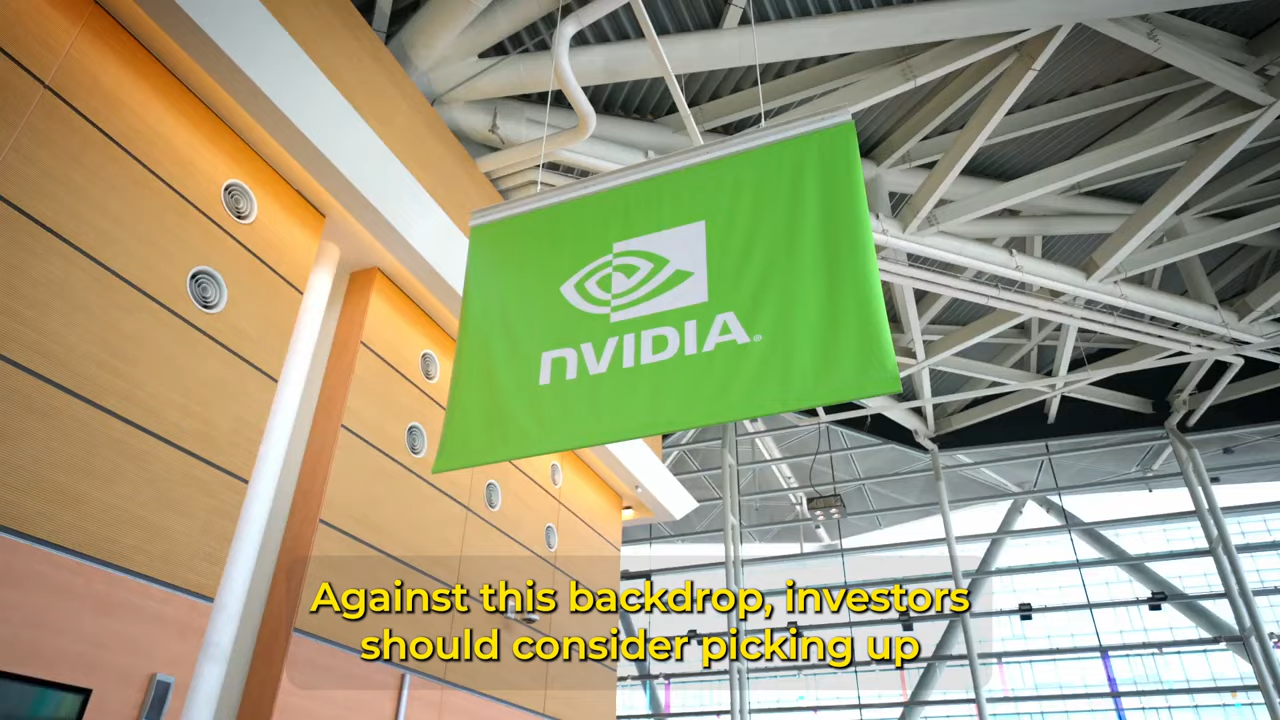 nVIDIA®
Against this backdrop, investors
should consider picking up